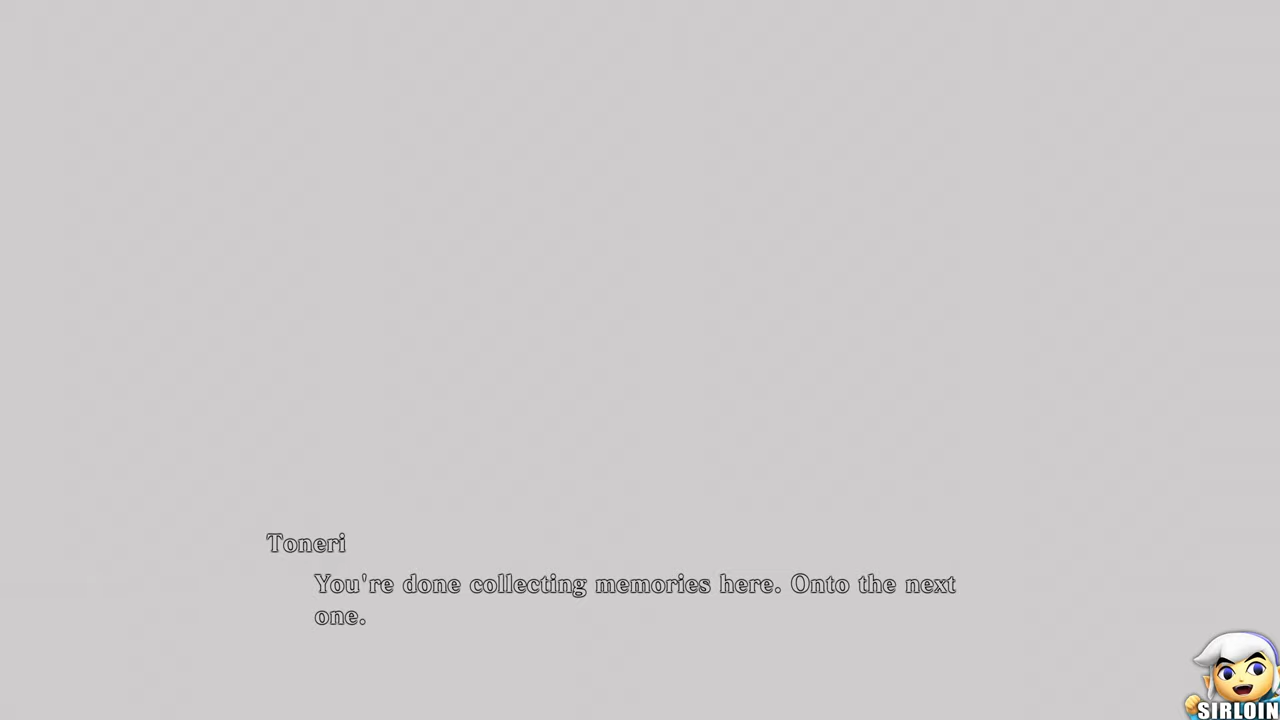 Toneri
You're done collecting memories here. Onto the next
one.
SIRLOIN